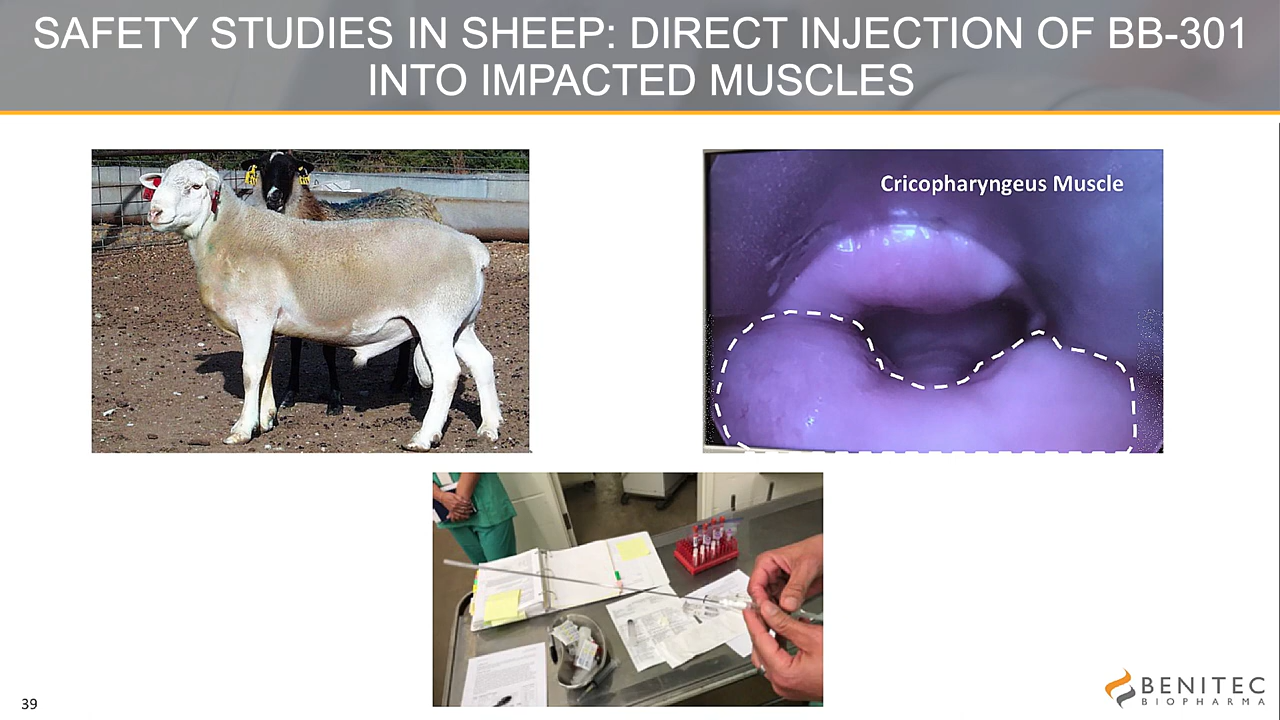 SAFETY STUDIES IN SHEEP: DIRECT INJECTION OF BB-301
INTO IMPACTED MUSCLES
Cricopharyngeus Muscle
39
BENITEC
BIOPHARMA